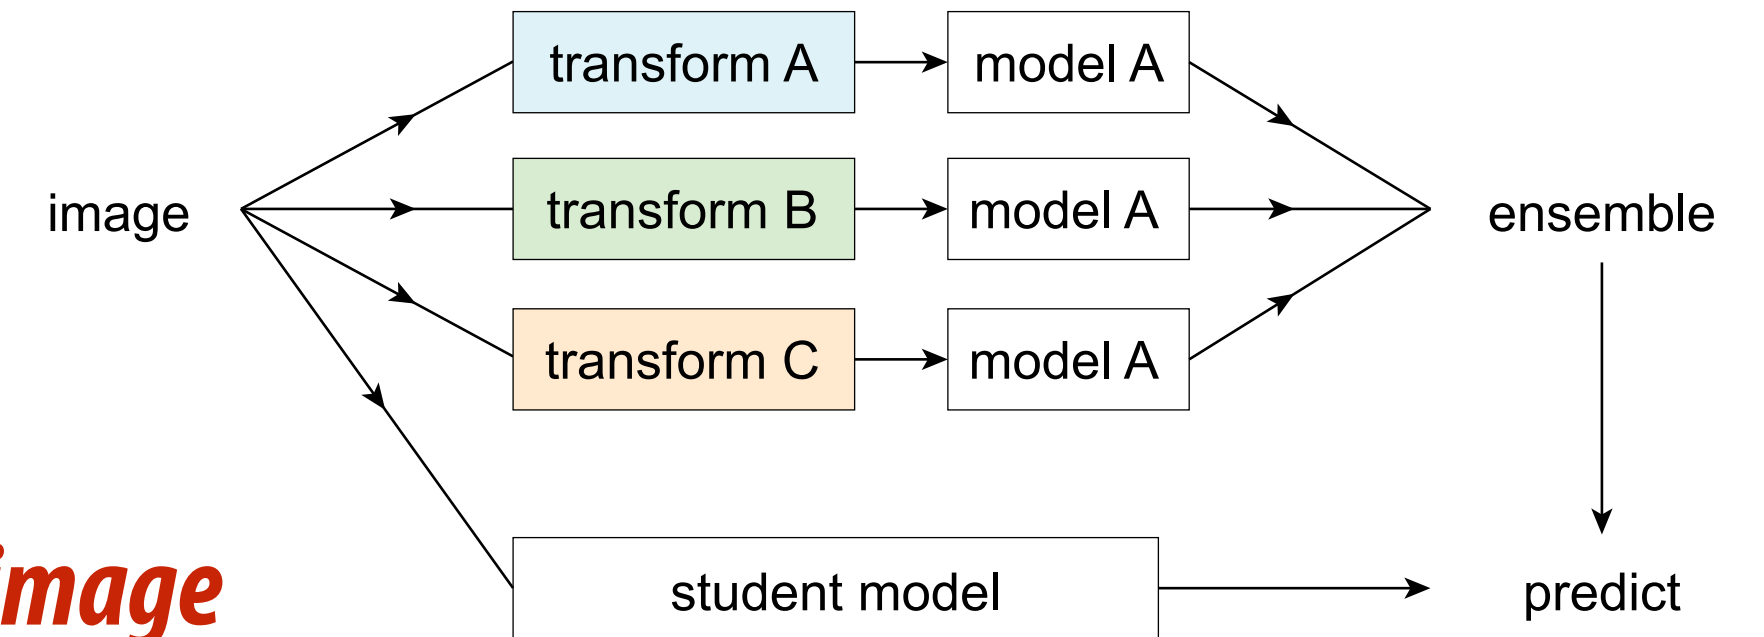 transform A
model A
image
transform B
model A
ensemble
transform C
model A
image
student model
predict